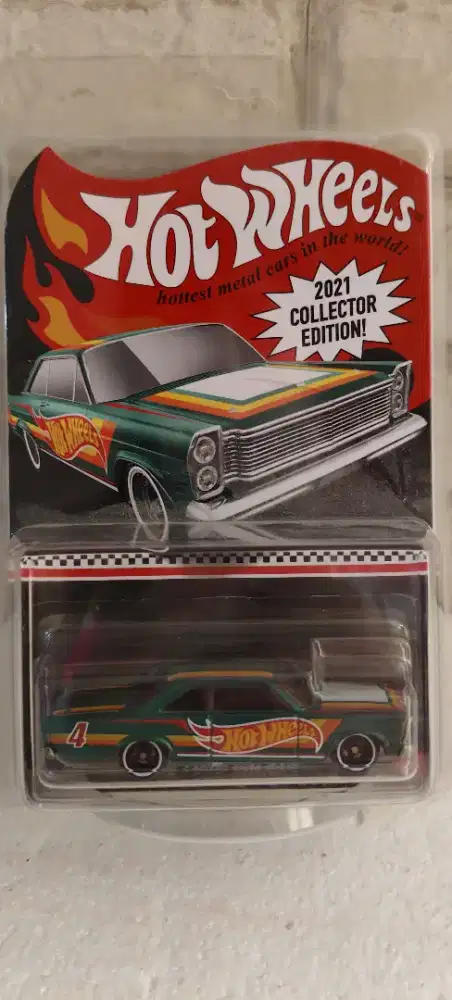 HOT WHEELS
hottest metal cars in the world!
2021
COLLECTOR
EDITION!
HOT WHEELS
4
HOT WHEELS